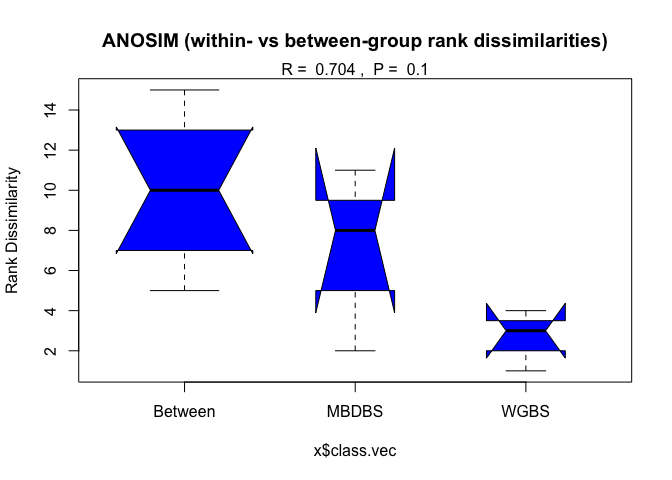 ANOSIM (within- vs between-group rank dissimilarities)
R = 0.704 , P = 0.1
Rank Dissimilarity
14
12
10
8
6
4
2
Between MBDBS WGBS
x$class.vec